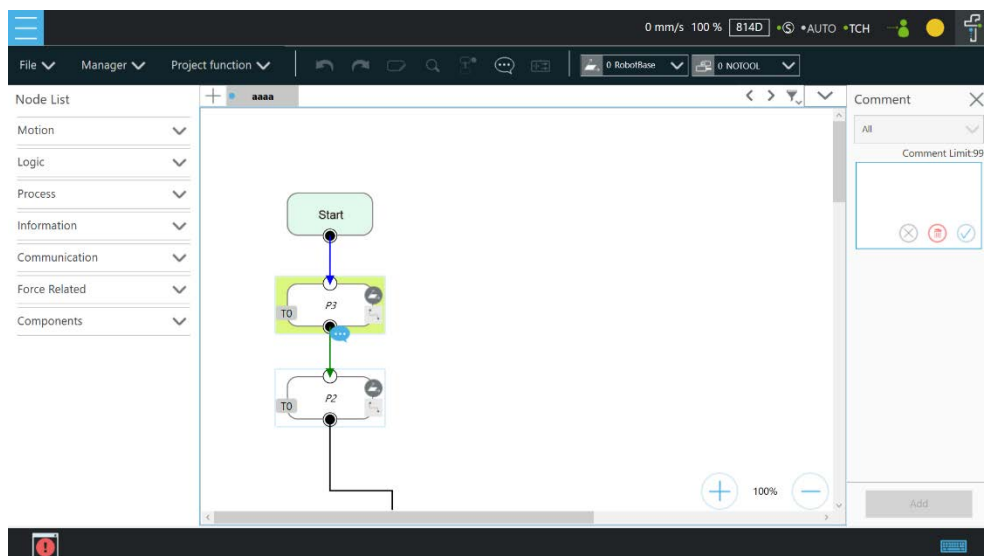 0 mm/s 100 % 814D •Ⓢ •AUTO •TCH
File Manager Project function 0 RobotBase 0 NOTOOL
Node List
Motion
Logic
Process
Information
Communication
Force Related
Components
aaaa
Start
P3
T0
P2
T0
100%
Comment
All
Comment Limit:99
Add